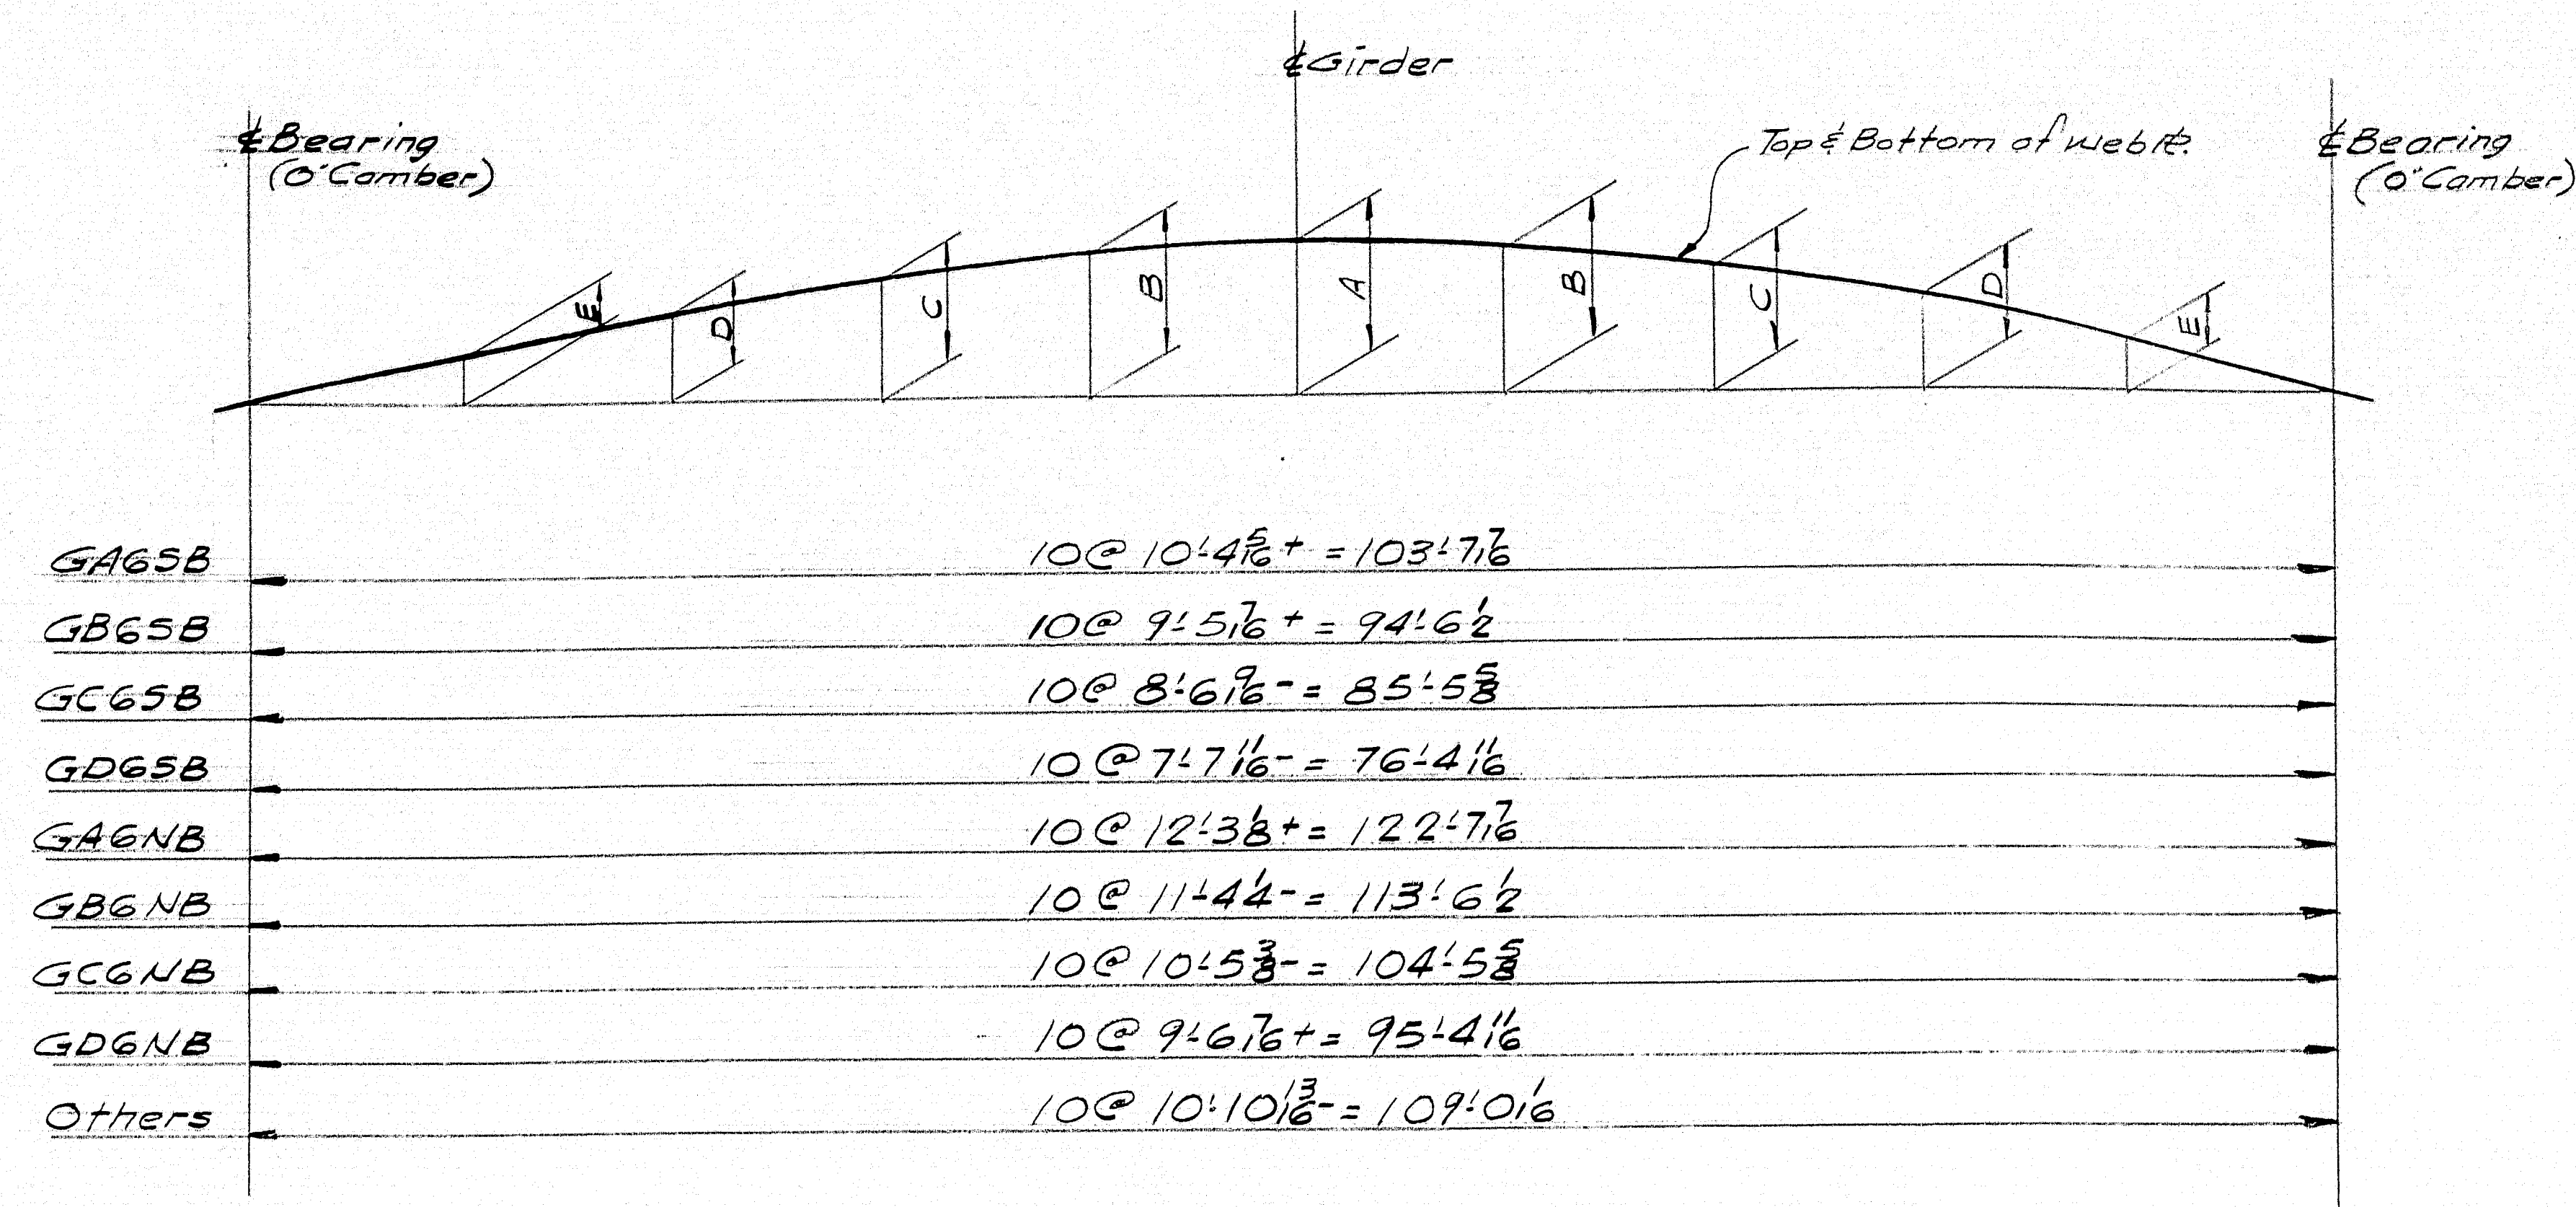 ℄ Girder
℄ Bearing
(0" Camber)
Top & Bottom of web ℞.
℄ Bearing
(0" Camber)
E
D
C
B
A
B
C
D
E
GA6SB 10@ 10'-4 5/16 + = 103'-7 7/16
GB6SB 10@ 9'-5 7/16 + = 94'-6 1/2
GC6SB 10@ 8'-6 9/16 - = 85'-5 5/8
GD6SB 10@ 7'-7 11/16 - = 76'-4 11/16
GA6NB 10@ 12'-3 1/8 + = 122'-7 7/16
GB6NB 10@ 11'-4 1/4 - = 113'-6 1/2
GC6NB 10@ 10'-5 3/8 - = 104'-5 5/8
GD6NB 10@ 9'-6 7/16 + = 95'-4 11/16
Others 10@ 10'-10 13/16 - = 109'-0 1/16